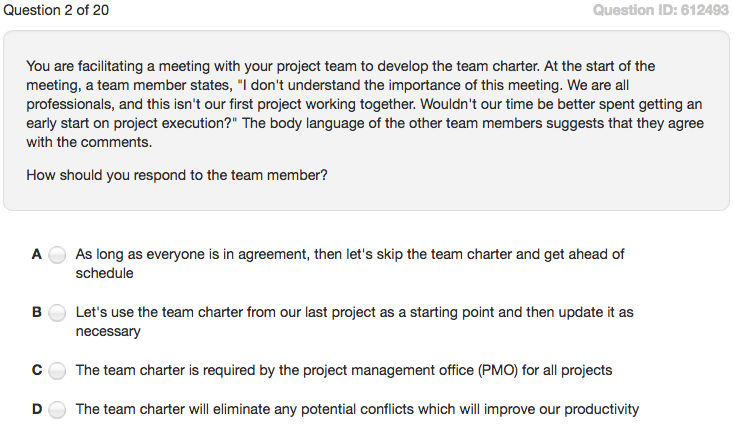 Question 2 of 20
Question ID: 612493
You are facilitating a meeting with your project team to develop the team charter. At the start of the
meeting, a team member states, "I don't understand the importance of this meeting. We are all
professionals, and this isn't our first project working together. Wouldn't our time be better spent getting an
early start on project execution?" The body language of the other team members suggests that they agree
with the comments.
How should you respond to the team member?
A As long as everyone is in agreement, then let's skip the team charter and get ahead of
schedule
B Let's use the team charter from our last project as a starting point and then update it as
necessary
C The team charter is required by the project management office (PMO) for all projects
D The team charter will eliminate any potential conflicts which will improve our productivity